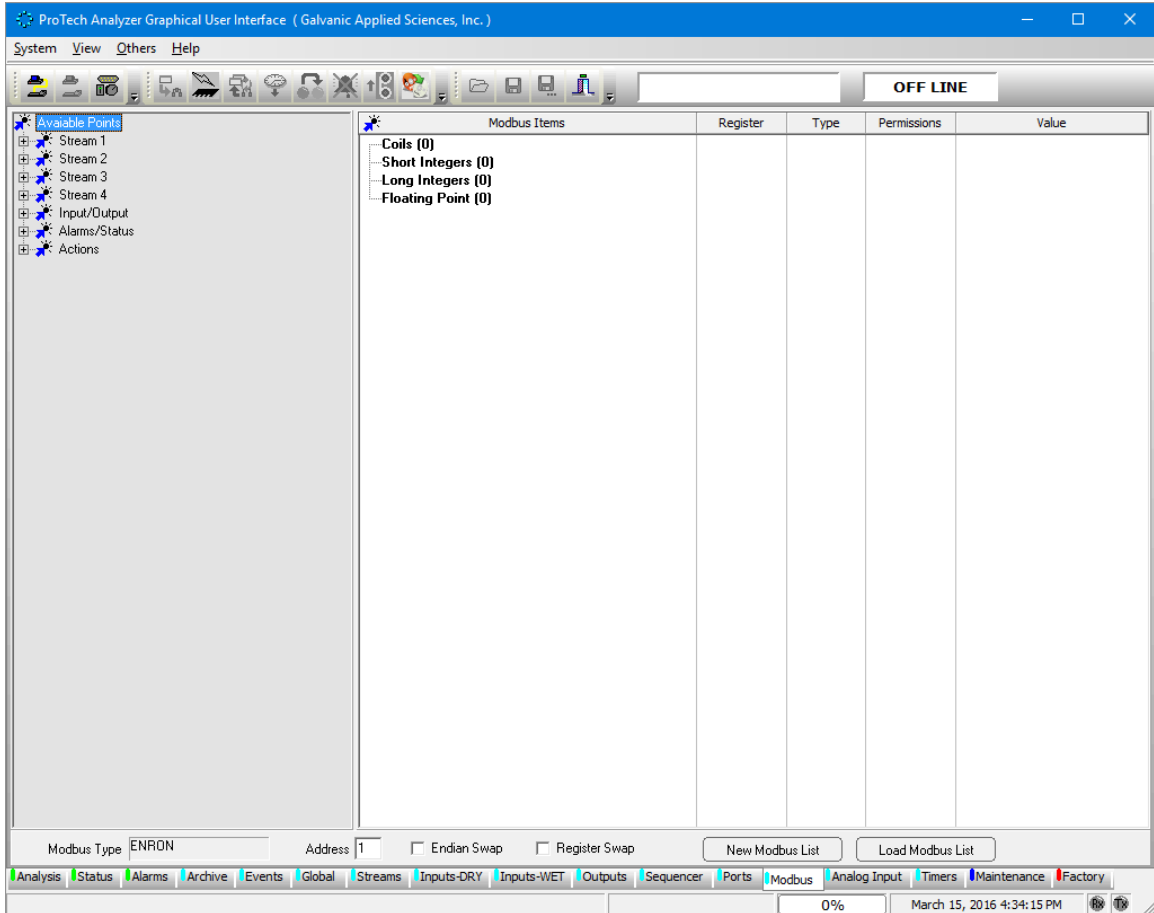 ProTech Analyzer Graphical User Interface ( Galvanic Applied Sciences, Inc. )
System View Others Help
OFF LINE
Avaiable Points
Stream 1
Stream 2
Stream 3
Stream 4
Input/Output
Alarms/Status
Actions
Modbus Items Register Type Permissions Value
Coils (0)
Short Integers (0)
Long Integers (0)
Floating Point (0)
Modbus Type ENRON Address 1 Endian Swap Register Swap New Modbus List Load Modbus List
Analysis Status Alarms Archive Events Global Streams Inputs-DRY Inputs-WET Outputs Sequencer Ports Modbus Analog Input Timers Maintenance Factory
0% March 15, 2016 4:34:15 PM Rx Tx